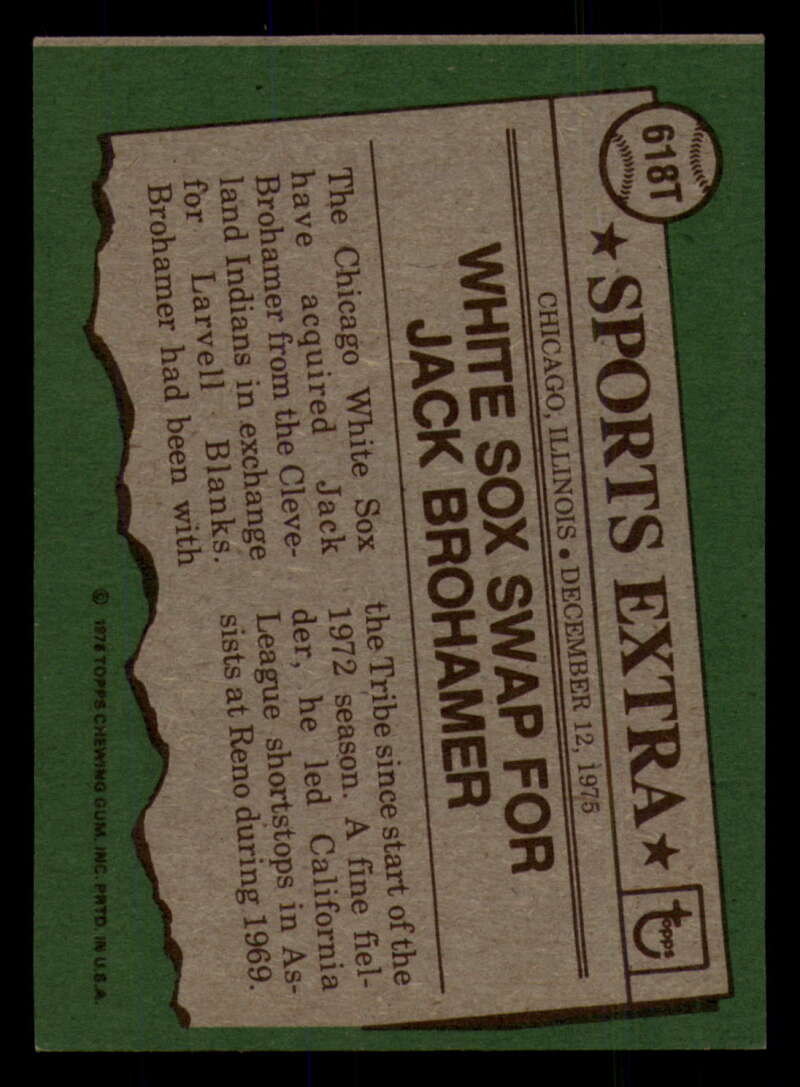 618T
★ SPORTS EXTRA ★
topps
CHICAGO, ILLINOIS • DECEMBER 12, 1975
WHITE SOX SWAP FOR
JACK BROHAMER
The Chicago White Sox
have acquired Jack
Brohamer from the Cleve-
land Indians in exchange
for Larvell Blanks.
Brohamer had been with
the Tribe since start of the
1972 season. A fine fiel-
der, he led California
League shortstops in As-
sists at Reno during 1969.
© 1976 TOPPS CHEWING GUM, INC. PRTD. IN U.S.A.